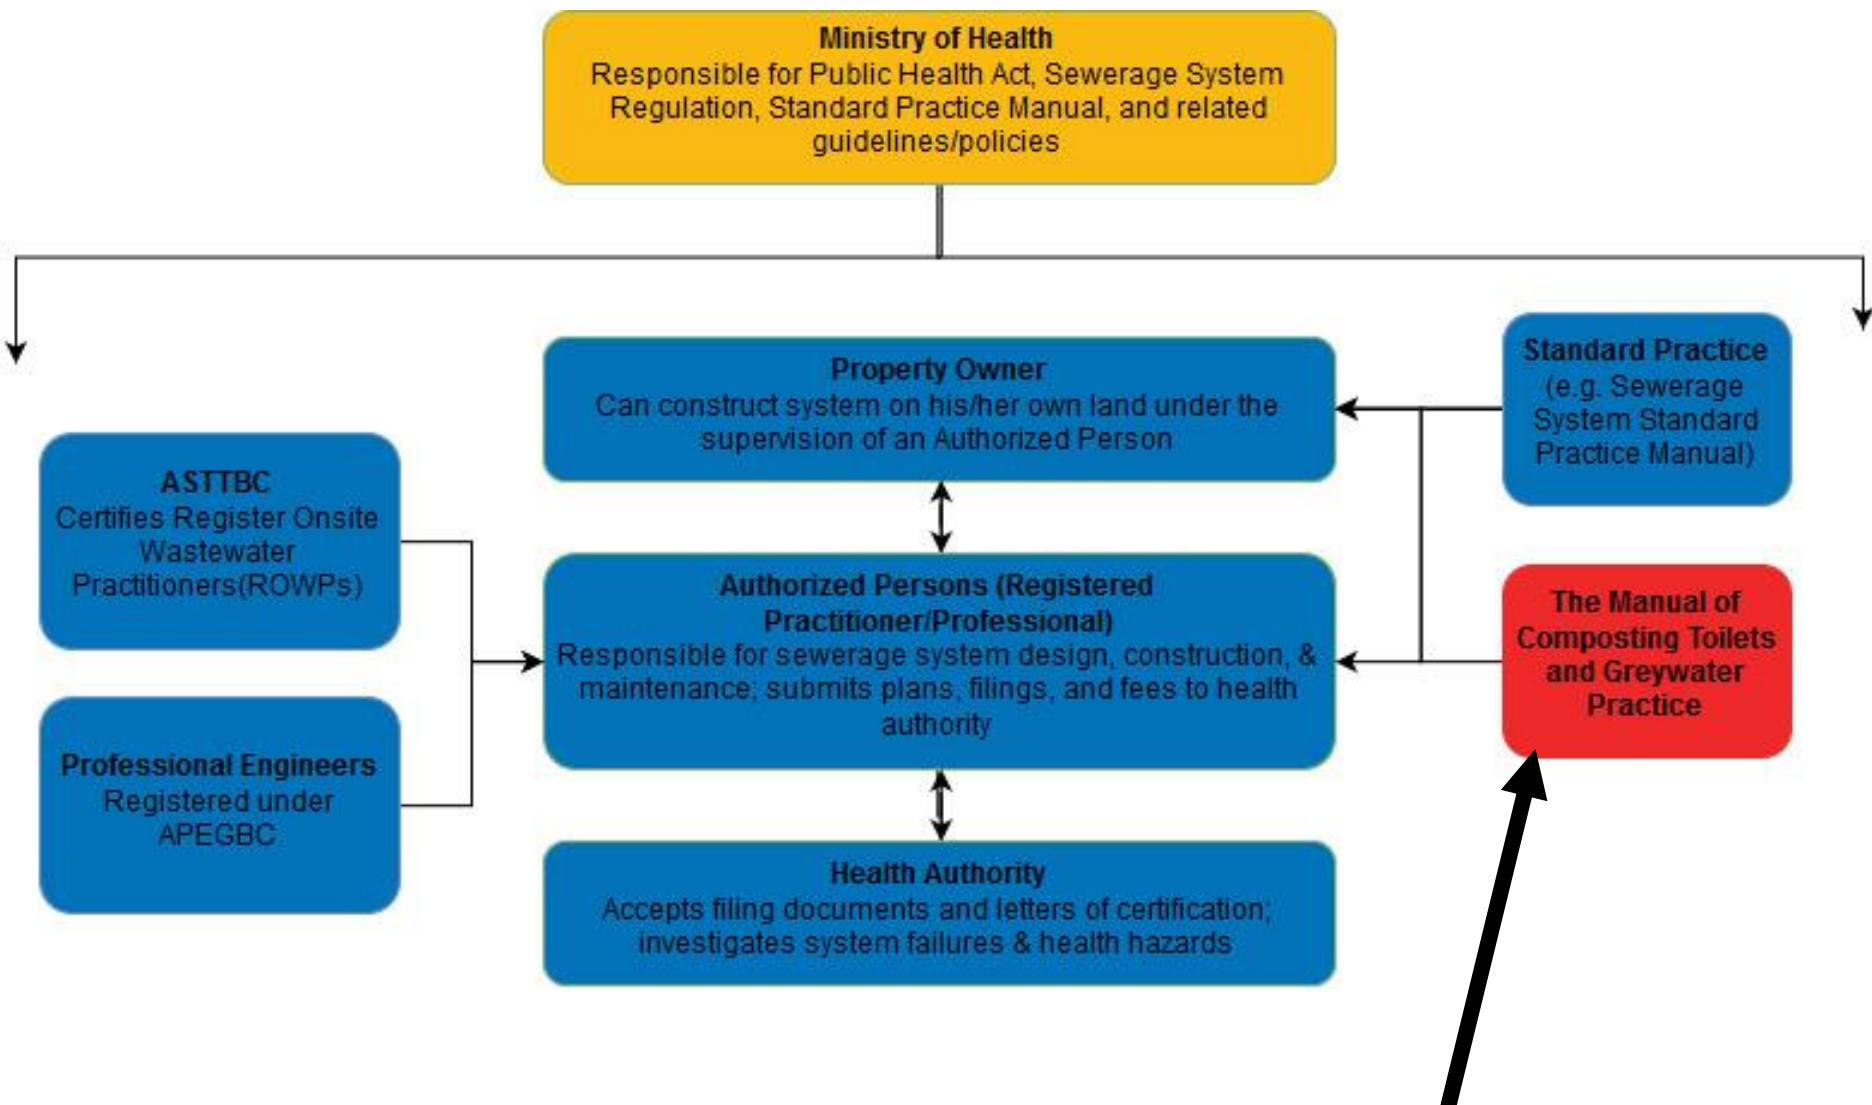 Ministry of Health
Responsible for Public Health Act, Sewerage System
Regulation, Standard Practice Manual, and related
guidelines/policies
Property Owner
Can construct system on his/her own land under the
supervision of an Authorized Person
Standard Practice
(e.g. Sewerage
System Standard
Practice Manual)
ASTTBC
Certifies Register Onsite
Wastewater
Practitioners(ROWPs)
Authorized Persons (Registered
Practitioner/Professional)
Responsible for sewerage system design, construction, &
maintenance; submits plans, filings, and fees to health
authority
The Manual of
Composting Toilets
and Greywater
Practice
Professional Engineers
Registered under
APEGBC
Health Authority
Accepts filing documents and letters of certification;
investigates system failures & health hazards